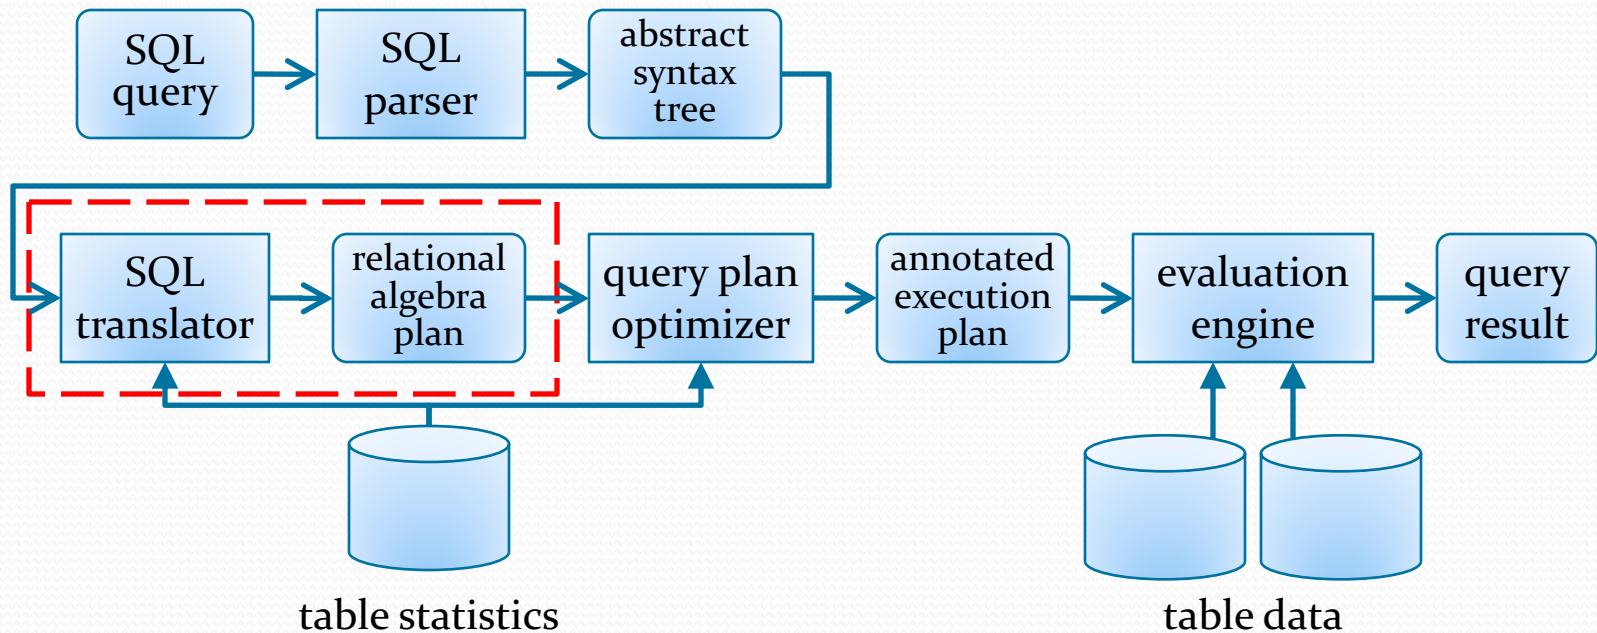 SQL
query
SQL
parser
abstract
syntax
tree
SQL
translator
relational
algebra
plan
query plan
optimizer
annotated
execution
plan
evaluation
engine
query
result
table statistics
table data